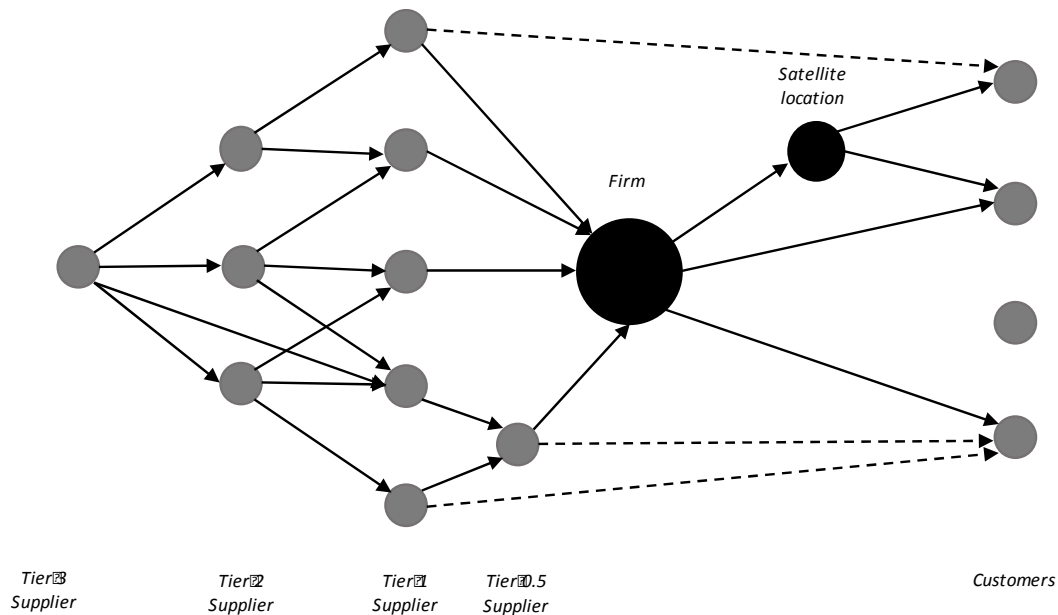 Satellite
location
Firm
Tier 3
Supplier
Tier 2
Supplier
Tier 1
Supplier
Tier 0.5
Supplier
Customers